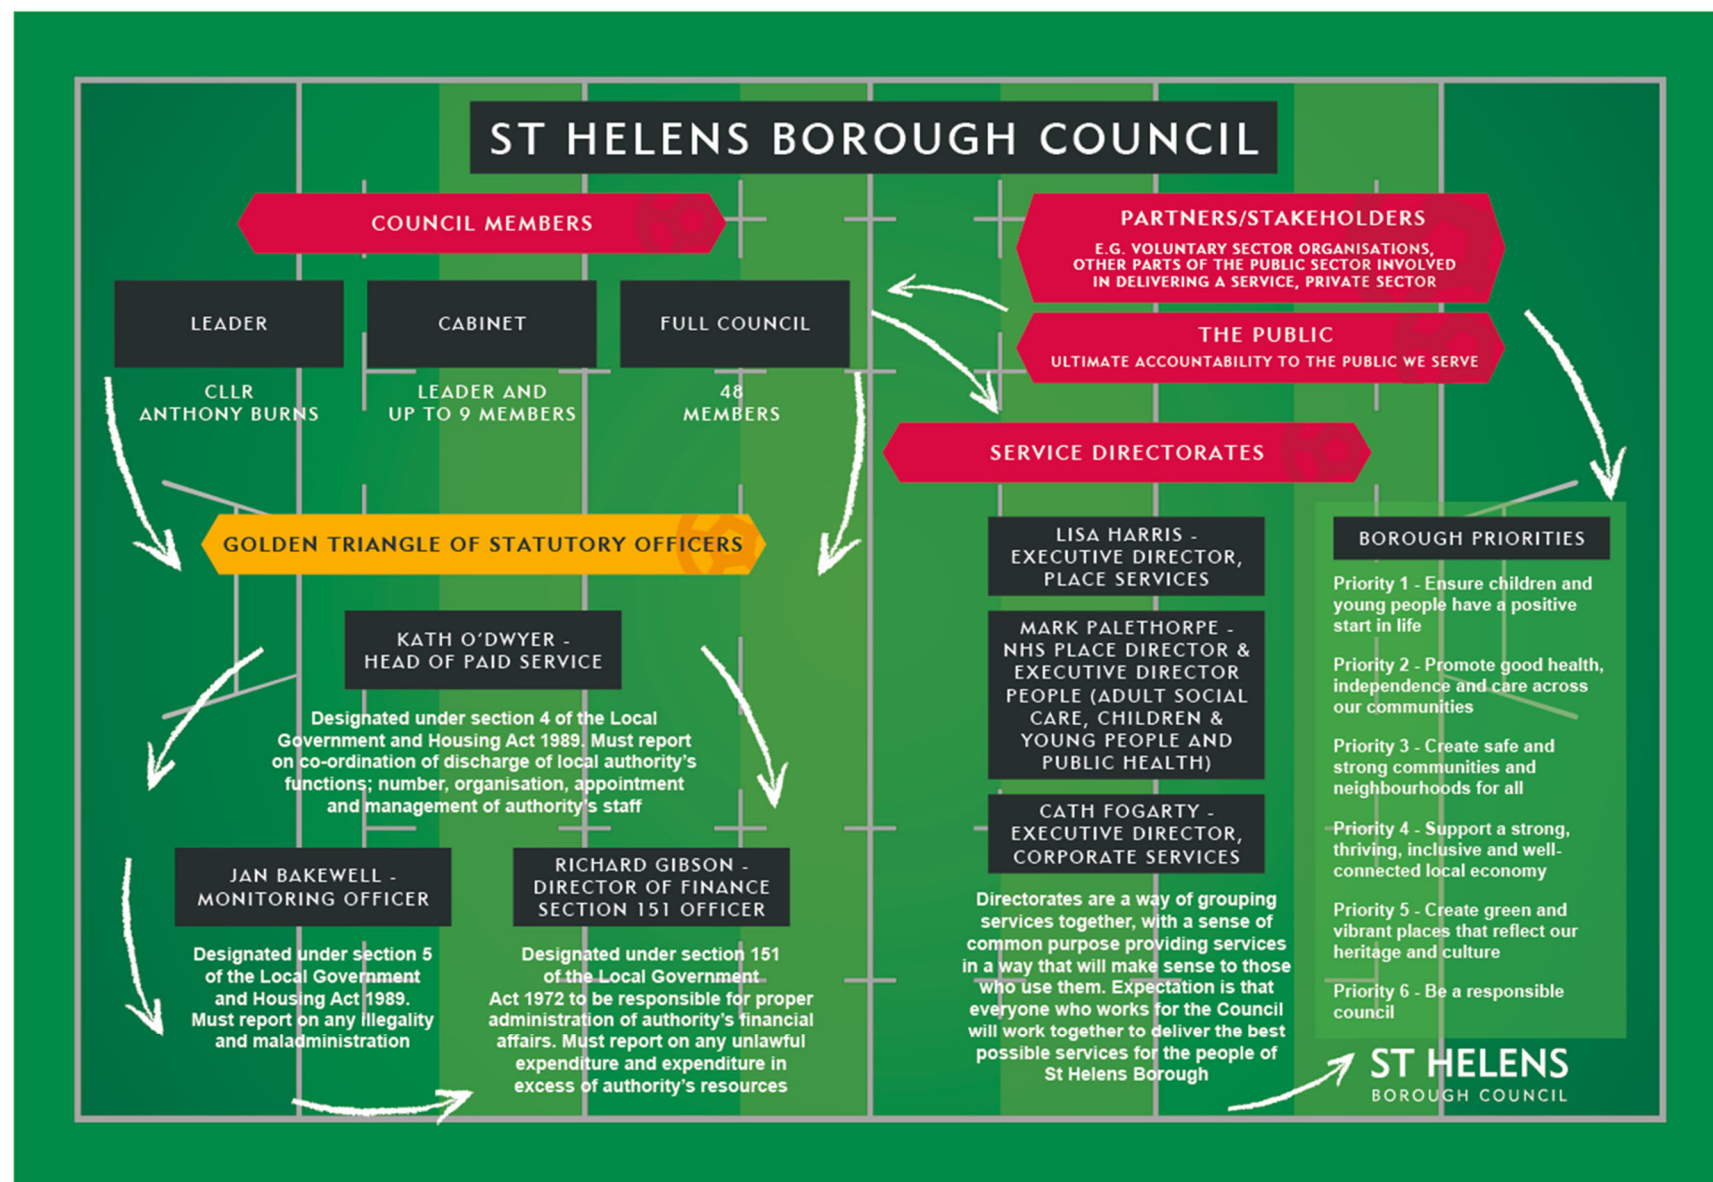 ST HELENS BOROUGH COUNCIL
COUNCIL MEMBERS
LEADER
CLLR
ANTHONY BURNS
CABINET
LEADER AND
UP TO 9 MEMBERS
FULL COUNCIL
48
MEMBERS
PARTNERS/STAKEHOLDERS
E.G. VOLUNTARY SECTOR ORGANISATIONS,
OTHER PARTS OF THE PUBLIC SECTOR INVOLVED
IN DELIVERING A SERVICE, PRIVATE SECTOR
THE PUBLIC
ULTIMATE ACCOUNTABILITY TO THE PUBLIC WE SERVE
GOLDEN TRIANGLE OF STATUTORY OFFICERS
KATH O'DWYER -
HEAD OF PAID SERVICE
Designated under section 4 of the Local
Government and Housing Act 1989. Must report
on co-ordination of discharge of local authority's
functions; number, organisation, appointment
and management of authority's staff
JAN BAKEWELL -
MONITORING OFFICER
Designated under section 5
of the Local Government
and Housing Act 1989.
Must report on any illegality
and maladministration
RICHARD GIBSON -
DIRECTOR OF FINANCE
SECTION 151 OFFICER
Designated under section 151
of the Local Government
Act 1972 to be responsible for proper
administration of authority's financial
affairs. Must report on any unlawful
expenditure and expenditure in
excess of authority's resources
SERVICE DIRECTORATES
LISA HARRIS -
EXECUTIVE DIRECTOR,
PLACE SERVICES
MARK PALETHORPE -
NHS PLACE DIRECTOR &
EXECUTIVE DIRECTOR
PEOPLE (ADULT SOCIAL
CARE, CHILDREN &
YOUNG PEOPLE AND
PUBLIC HEALTH)
CATH FOGARTY -
EXECUTIVE DIRECTOR,
CORPORATE SERVICES
Directorates are a way of grouping
services together, with a sense of
common purpose providing services
in a way that will make sense to those
who use them. Expectation is that
everyone who works for the Council
will work together to deliver the best
possible services for the people of
St Helens Borough
BOROUGH PRIORITIES
Priority 1 - Ensure children and
young people have a positive
start in life
Priority 2 - Promote good health,
independence and care across
our communities
Priority 3 - Create safe and
strong communities and
neighbourhoods for all
Priority 4 - Support a strong,
thriving, inclusive and well-
connected local economy
Priority 5 - Create green and
vibrant places that reflect our
heritage and culture
Priority 6 - Be a responsible
council
ST HELENS
BOROUGH COUNCIL